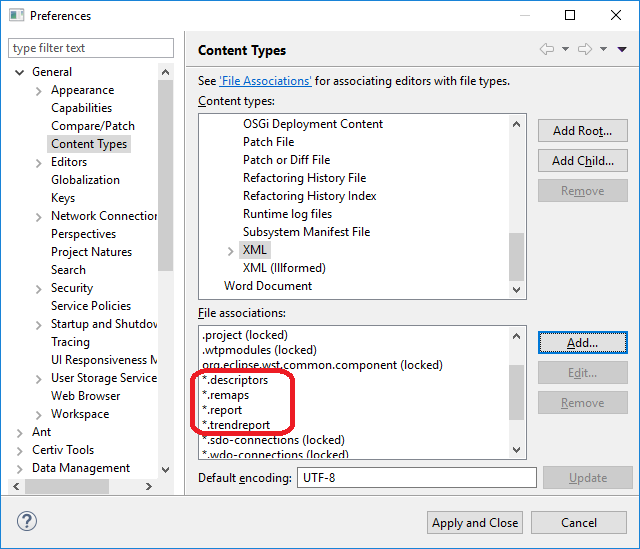 Preferences
type filter text
General
Appearance
Capabilities
Compare/Patch
Content Types
Editors
Globalization
Keys
Network Connection
Perspectives
Project Natures
Search
Security
Service Policies
Startup and Shutdow
Tracing
UI Responsiveness M
User Storage Service
Web Browser
Workspace
Ant
Certiv Tools
Data Management
Content Types
See 'File Associations' for associating editors with file types.
Content types:
OSGi Deployment Content
Patch File
Patch or Diff File
Refactoring History File
Refactoring History Index
Runtime log files
Subsystem Manifest File
XML
XML (Illformed)
Word Document
Add Root...
Add Child...
Remove
File associations:
.project (locked)
.wtpmodules (locked)
org.eclipse.wst.common.component (locked)
*.descriptors
*.remaps
*.report
*.trendreport
*.sdo-connections (locked)
*.wdo-connections (locked)
Add...
Edit...
Remove
Default encoding: UTF-8
Update
?
Apply and Close
Cancel